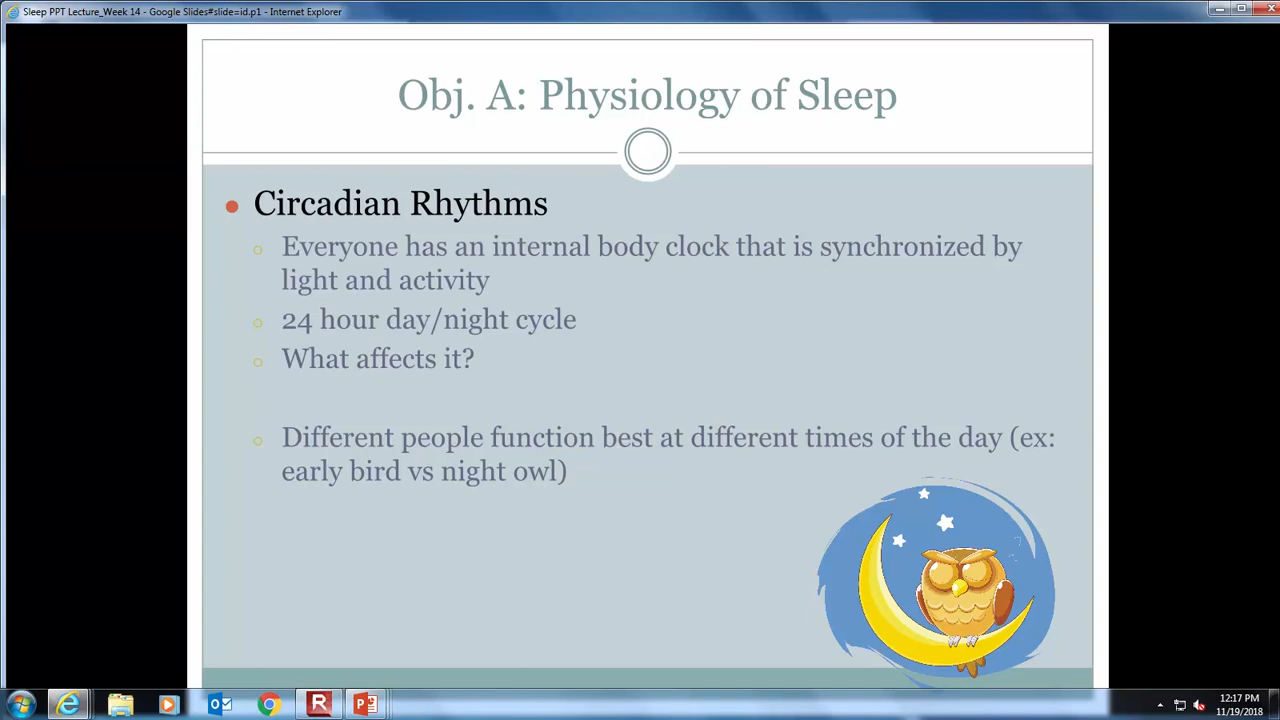 Sleep PPT Lecture_Week 14 - Google Slides#slide=id.p1 - Internet Explorer
Obj. A: Physiology of Sleep
Circadian Rhythms
Everyone has an internal body clock that is synchronized by
light and activity
24 hour day/night cycle
What affects it?
Different people function best at different times of the day (ex:
early bird vs night owl)
12:17 PM
11/19/2018